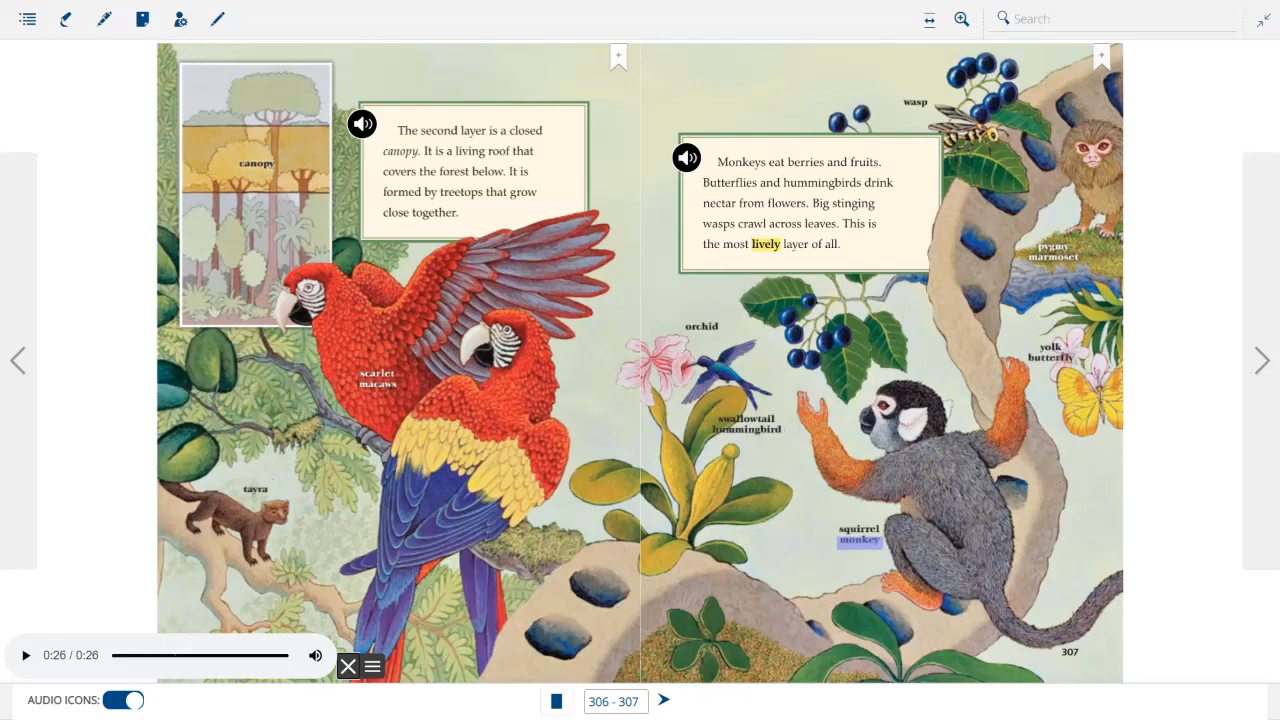 Search
canopy
The second layer is a closed
canopy. It is a living roof that
covers the forest below. It is
formed by treetops that grow
close together.
wasp
Monkeys eat berries and fruits.
Butterflies and hummingbirds drink
nectar from flowers. Big stinging
wasps crawl across leaves. This is
the most lively layer of all.
pygmy
marmoset
orchid
yolk
butterfly
scarlet
macaws
swallowtail
hummingbird
tayra
squirrel
monkey
307
0:26 / 0:26
AUDIO ICONS:
306 - 307